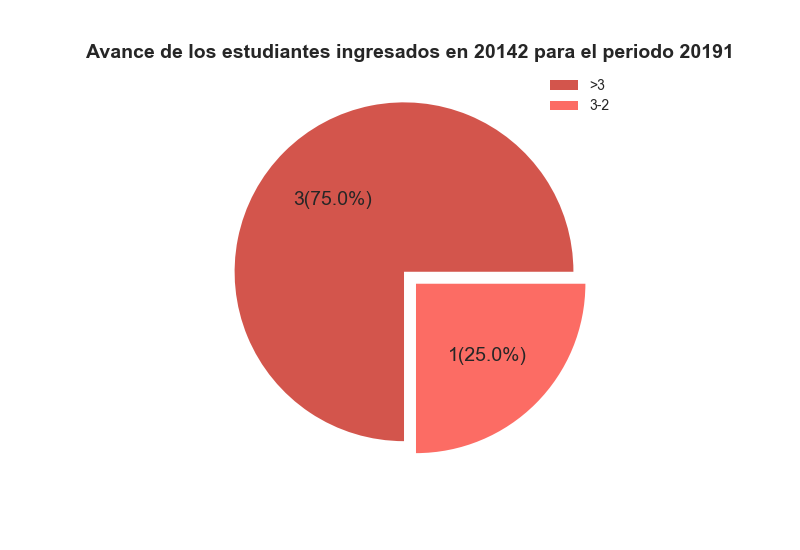 Avance de los estudiantes ingresados en 20142 para el periodo 20191
>3
3-2
3(75.0%)
1(25.0%)